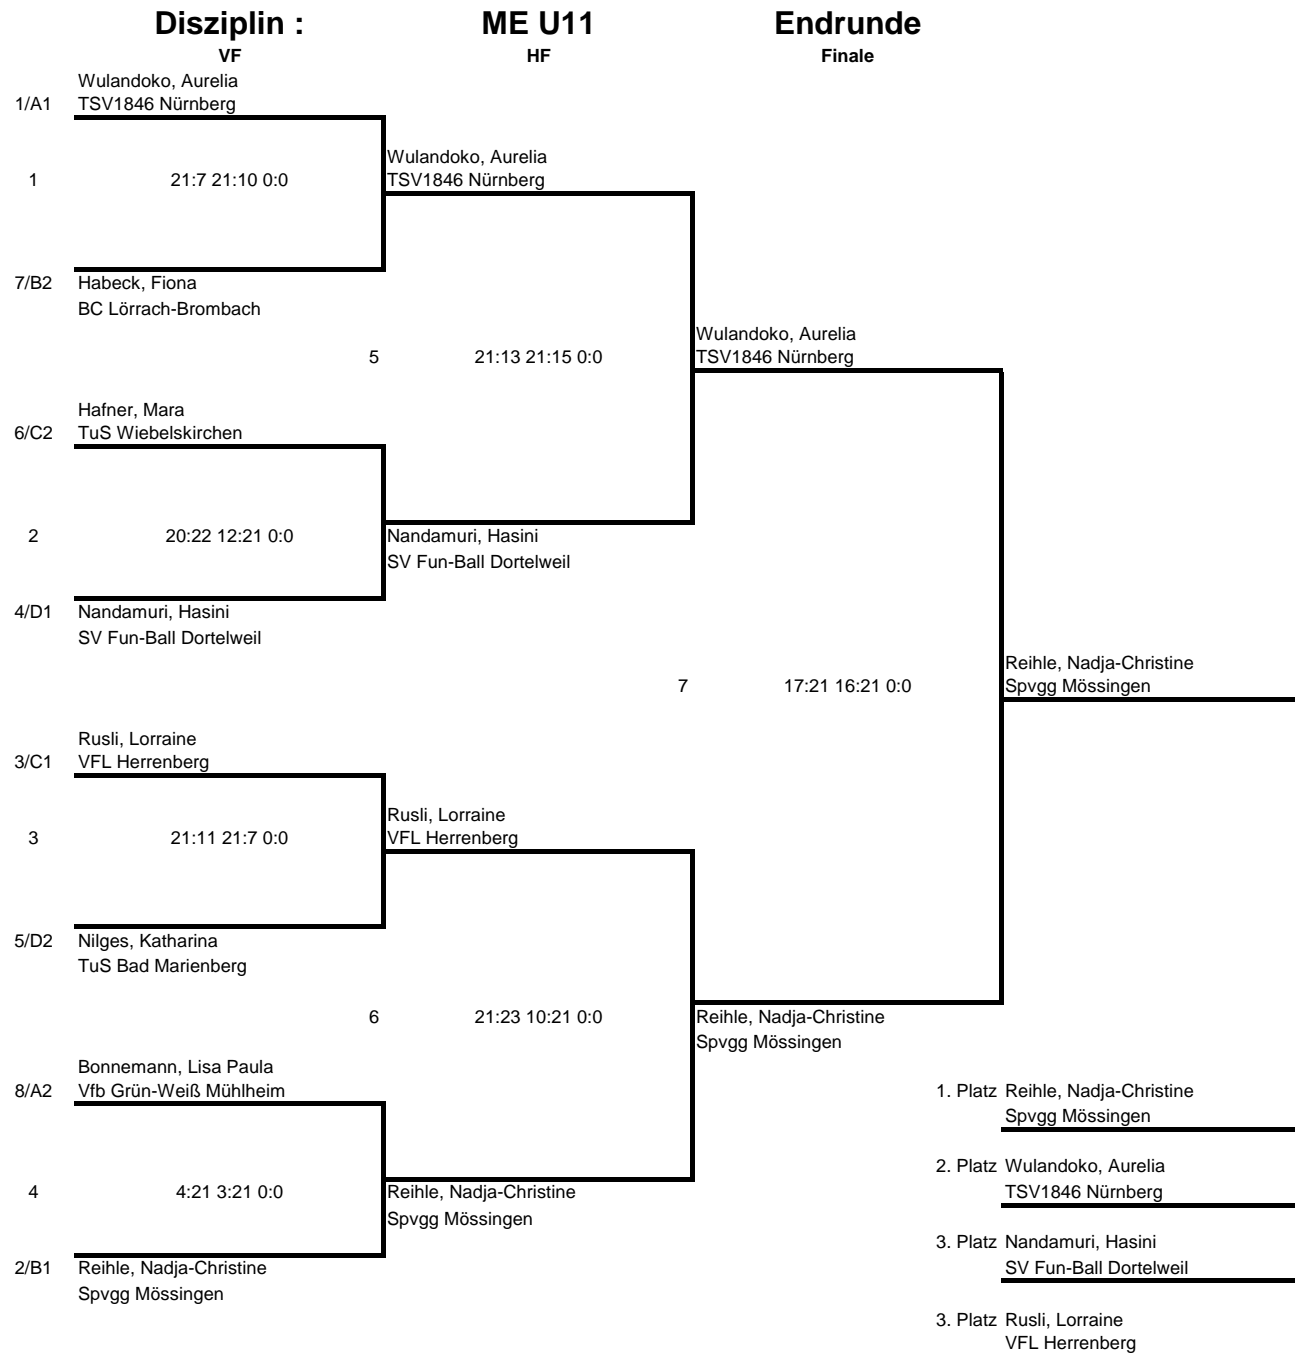 Disziplin : ME U11 Endrunde
VF HF Finale
Wulandoko, Aurelia
1/A1 TSV1846 Nürnberg
Wulandoko, Aurelia
1 21:7 21:10 0:0 TSV1846 Nürnberg
7/B2 Habeck, Fiona
BC Lörrach-Brombach
Wulandoko, Aurelia
5 21:13 21:15 0:0 TSV1846 Nürnberg
Hafner, Mara
6/C2 TuS Wiebelskirchen
2 20:22 12:21 0:0 Nandamuri, Hasini
SV Fun-Ball Dortelweil
4/D1 Nandamuri, Hasini
SV Fun-Ball Dortelweil
Reihle, Nadja-Christine
7 17:21 16:21 0:0 Spvgg Mössingen
Rusli, Lorraine
3/C1 VFL Herrenberg
Rusli, Lorraine
3 21:11 21:7 0:0 VFL Herrenberg
5/D2 Nilges, Katharina
TuS Bad Marienberg
6 21:23 10:21 0:0 Reihle, Nadja-Christine
Spvgg Mössingen
Bonnemann, Lisa Paula
8/A2 Vfb Grün-Weiß Mühlheim
1. Platz Reihle, Nadja-Christine
Spvgg Mössingen
2. Platz Wulandoko, Aurelia
TSV1846 Nürnberg
4 4:21 3:21 0:0 Reihle, Nadja-Christine
Spvgg Mössingen
3. Platz Nandamuri, Hasini
SV Fun-Ball Dortelweil
2/B1 Reihle, Nadja-Christine
Spvgg Mössingen
3. Platz Rusli, Lorraine
VFL Herrenberg